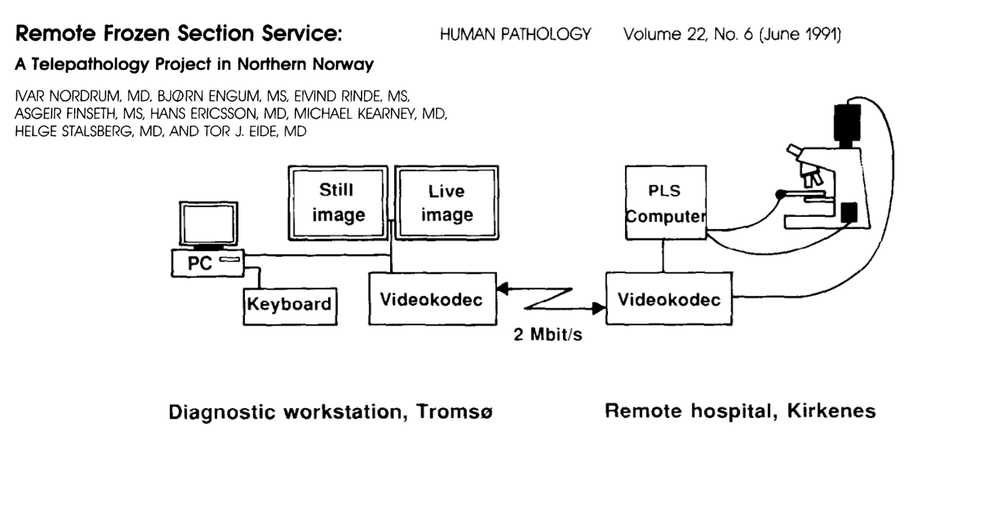 Remote Frozen Section Service:
HUMAN PATHOLOGY Volume 22, No. 6 (June 1991)
A Telepathology Project in Northern Norway
IVAR NORDRUM, MD, BJØRN ENGUM, MS, EIVIND RINDE, MS,
ASGEIR FINSETH, MS, HANS ERICSSON, MD, MICHAEL KEARNEY, MD,
HELGE STALSBERG, MD, AND TOR J. EIDE, MD
Still
image
Live
image
PC
Keyboard
Videokodec
2 Mbit/s
PLS
Computer
Videokodec
Diagnostic workstation, Tromsø
Remote hospital, Kirkenes